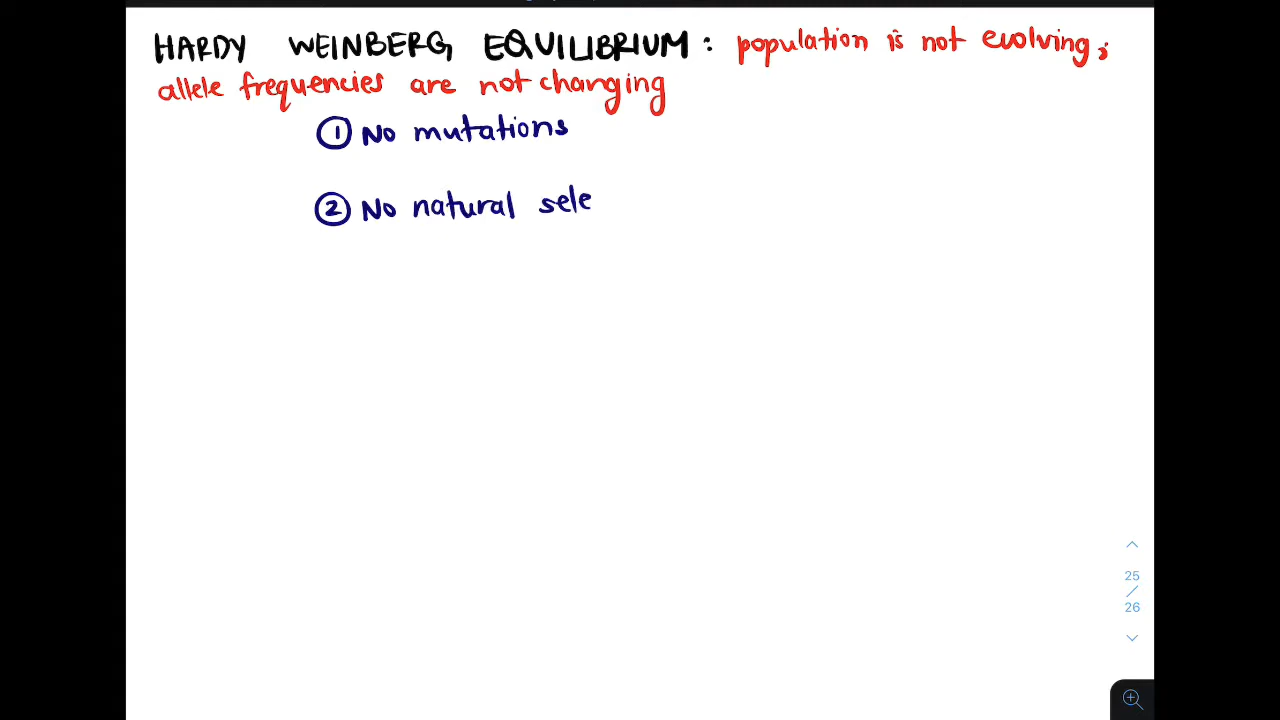 HARDY WEINBERG EQUILIBRIUM: population is not evolving;
allele frequencies are not changing
① No mutations
② No natural sele
25
/
26